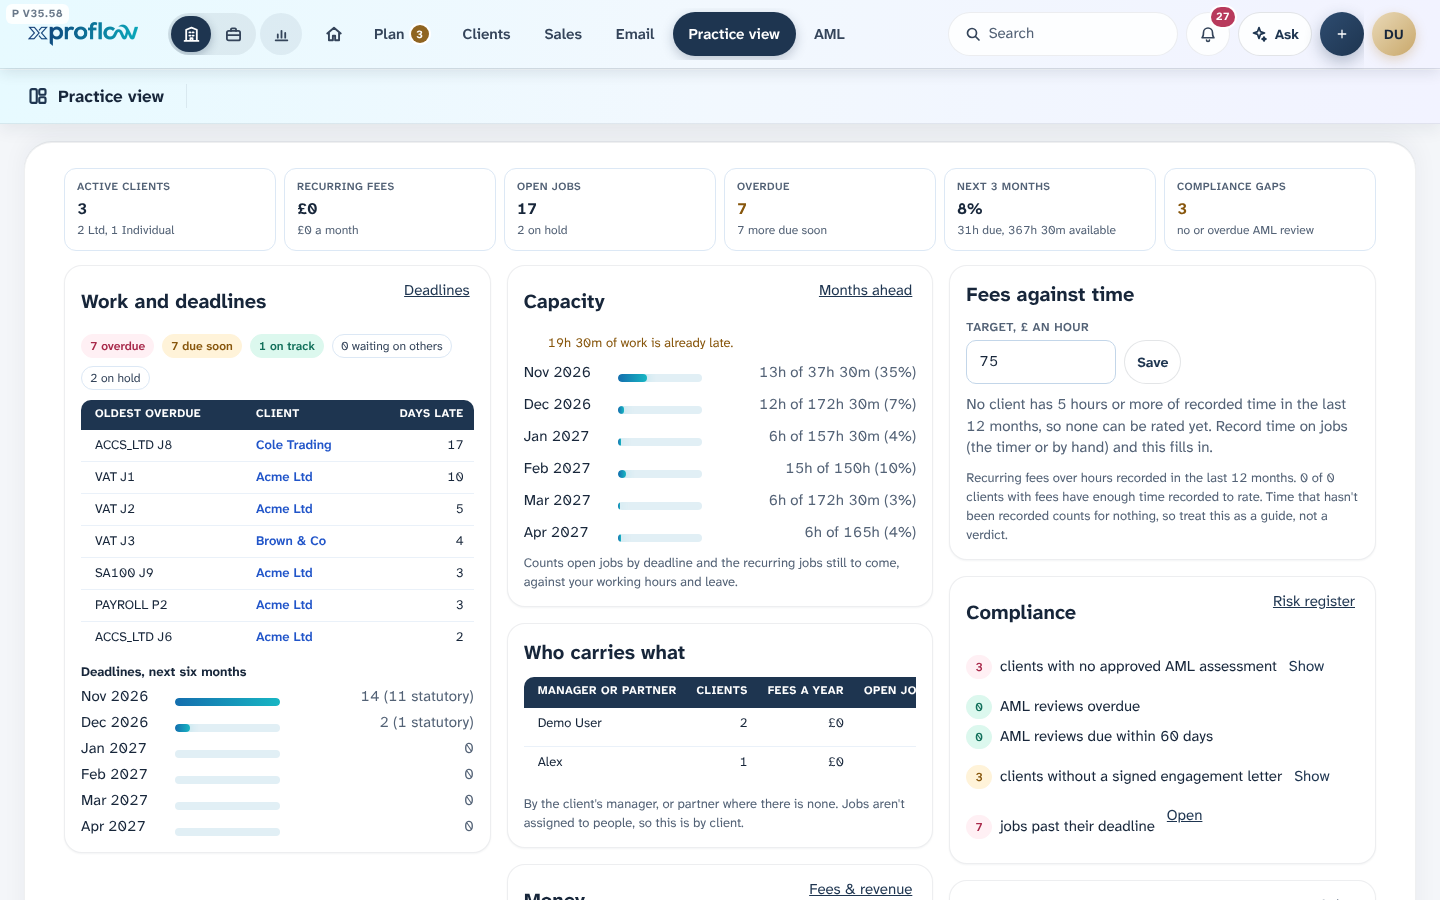 P V35.58
xproflow
Plan 3
Clients
Sales
Email
Practice view
AML
Search
27
Ask
+
DU
Practice view
ACTIVE CLIENTS
3
2 Ltd, 1 Individual
RECURRING FEES
£0
£0 a month
OPEN JOBS
17
2 on hold
OVERDUE
7
7 more due soon
NEXT 3 MONTHS
8%
31h due, 367h 30m available
COMPLIANCE GAPS
3
no or overdue AML review
Work and deadlines
Deadlines
7 overdue
7 due soon
1 on track
0 waiting on others
2 on hold
OLDEST OVERDUE CLIENT DAYS LATE
ACCS_LTD J8 Cole Trading 17
VAT J1 Acme Ltd 10
VAT J2 Acme Ltd 5
VAT J3 Brown & Co 4
SA100 J9 Acme Ltd 3
PAYROLL P2 Acme Ltd 3
ACCS_LTD J6 Acme Ltd 2
Deadlines, next six months
Nov 2026 14 (11 statutory)
Dec 2026 2 (1 statutory)
Jan 2027 0
Feb 2027 0
Mar 2027 0
Apr 2027 0
Capacity
Months ahead
19h 30m of work is already late.
Nov 2026 13h of 37h 30m (35%)
Dec 2026 12h of 172h 30m (7%)
Jan 2027 6h of 157h 30m (4%)
Feb 2027 15h of 150h (10%)
Mar 2027 6h of 172h 30m (3%)
Apr 2027 6h of 165h (4%)
Counts open jobs by deadline and the recurring jobs still to come,
against your working hours and leave.
Who carries what
MANAGER OR PARTNER CLIENTS FEES A YEAR OPEN JO
Demo User 2 £0
Alex 1 £0
By the client's manager, or partner where there is none. Jobs aren't
assigned to people, so this is by client.
Money
Fees & revenue
Fees against time
TARGET, £ AN HOUR
75
Save
No client has 5 hours or more of recorded time in the last
12 months, so none can be rated yet. Record time on jobs
(the timer or by hand) and this fills in.
Recurring fees over hours recorded in the last 12 months. 0 of 0
clients with fees have enough time recorded to rate. Time that hasn't
been recorded counts for nothing, so treat this as a guide, not a
verdict.
Compliance
Risk register
3 clients with no approved AML assessment Show
0 AML reviews overdue
0 AML reviews due within 60 days
3 clients without a signed engagement letter Show
7 jobs past their deadline Open